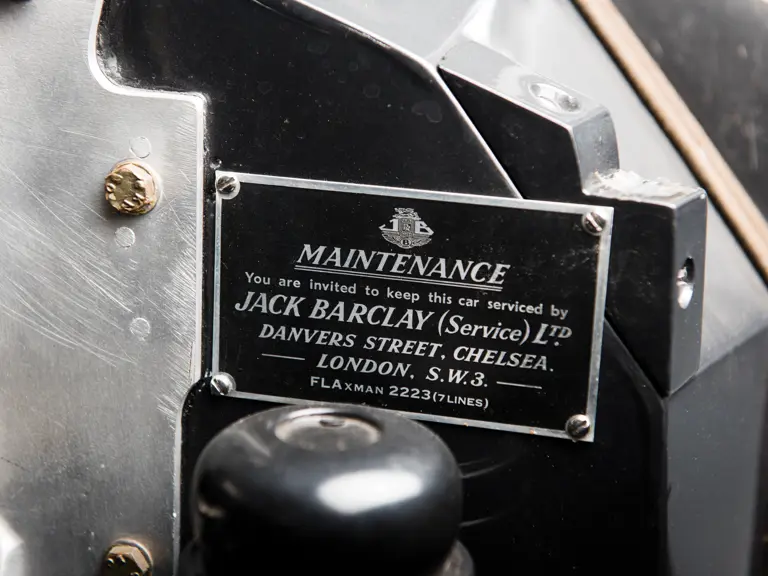 JB
MAINTENANCE
You are invited to keep this car serviced by
JACK BARCLAY (Service) LTD.
DANVERS STREET, CHELSEA.
LONDON, S.W.3.
FLAXMAN 2223 (7 LINES)